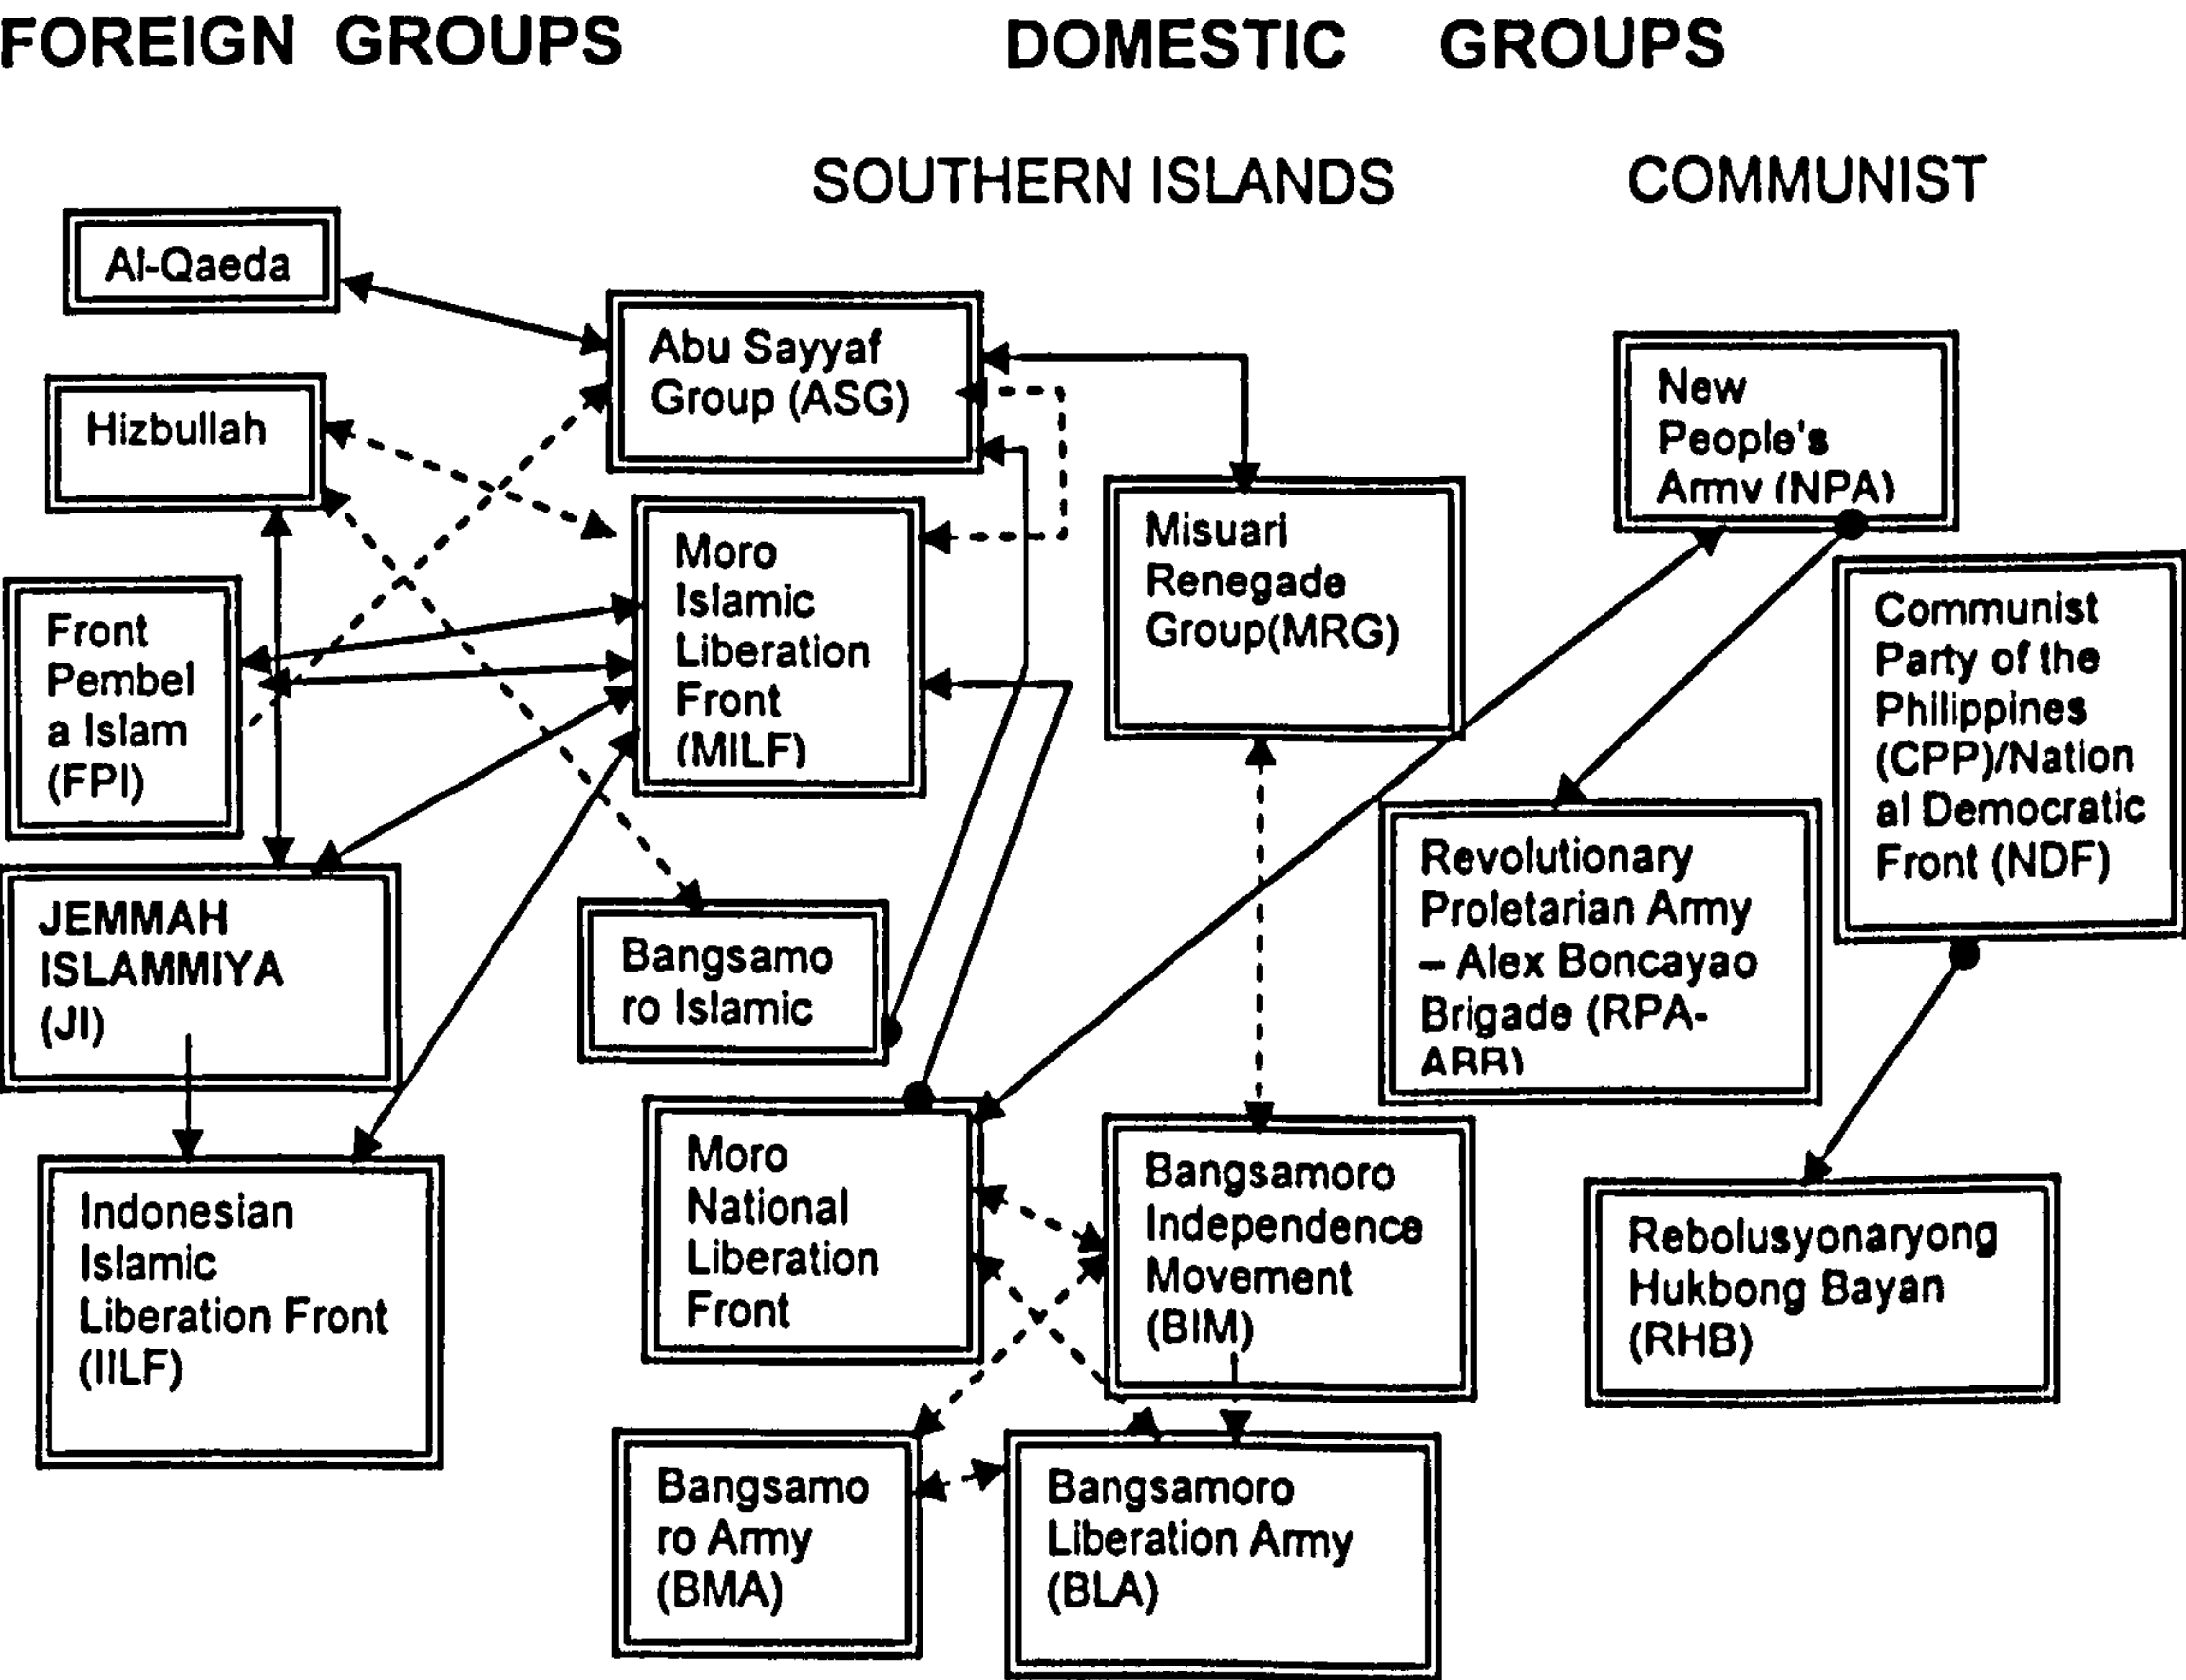 FOREIGN GROUPS
DOMESTIC GROUPS
SOUTHERN ISLANDS
COMMUNIST
Al-Qaeda
Hizbullah
Front
Pembel
a Islam
(FPI)
JEMMAH
ISLAMMIYA
(JI)
Indonesian
Islamic
Liberation Front
(IILF)
Abu Sayyaf
Group (ASG)
Moro
Islamic
Liberation
Front
(MILF)
Bangsamo
ro Islamic
Moro
National
Liberation
Front
Bangsamo
ro Army
(BMA)
Misuari
Renegade
Group(MRG)
Bangsamoro
Independence
Movement
(BIM)
Bangsamoro
Liberation Army
(BLA)
New
People's
Army (NPA)
Communist
Party of the
Philippines
(CPP)/Nation
al Democratic
Front (NDF)
Revolutionary
Proletarian Army
– Alex Boncayao
Brigade (RPA-
Rebolusyonaryong
Hukbong Bayan
(RHB)